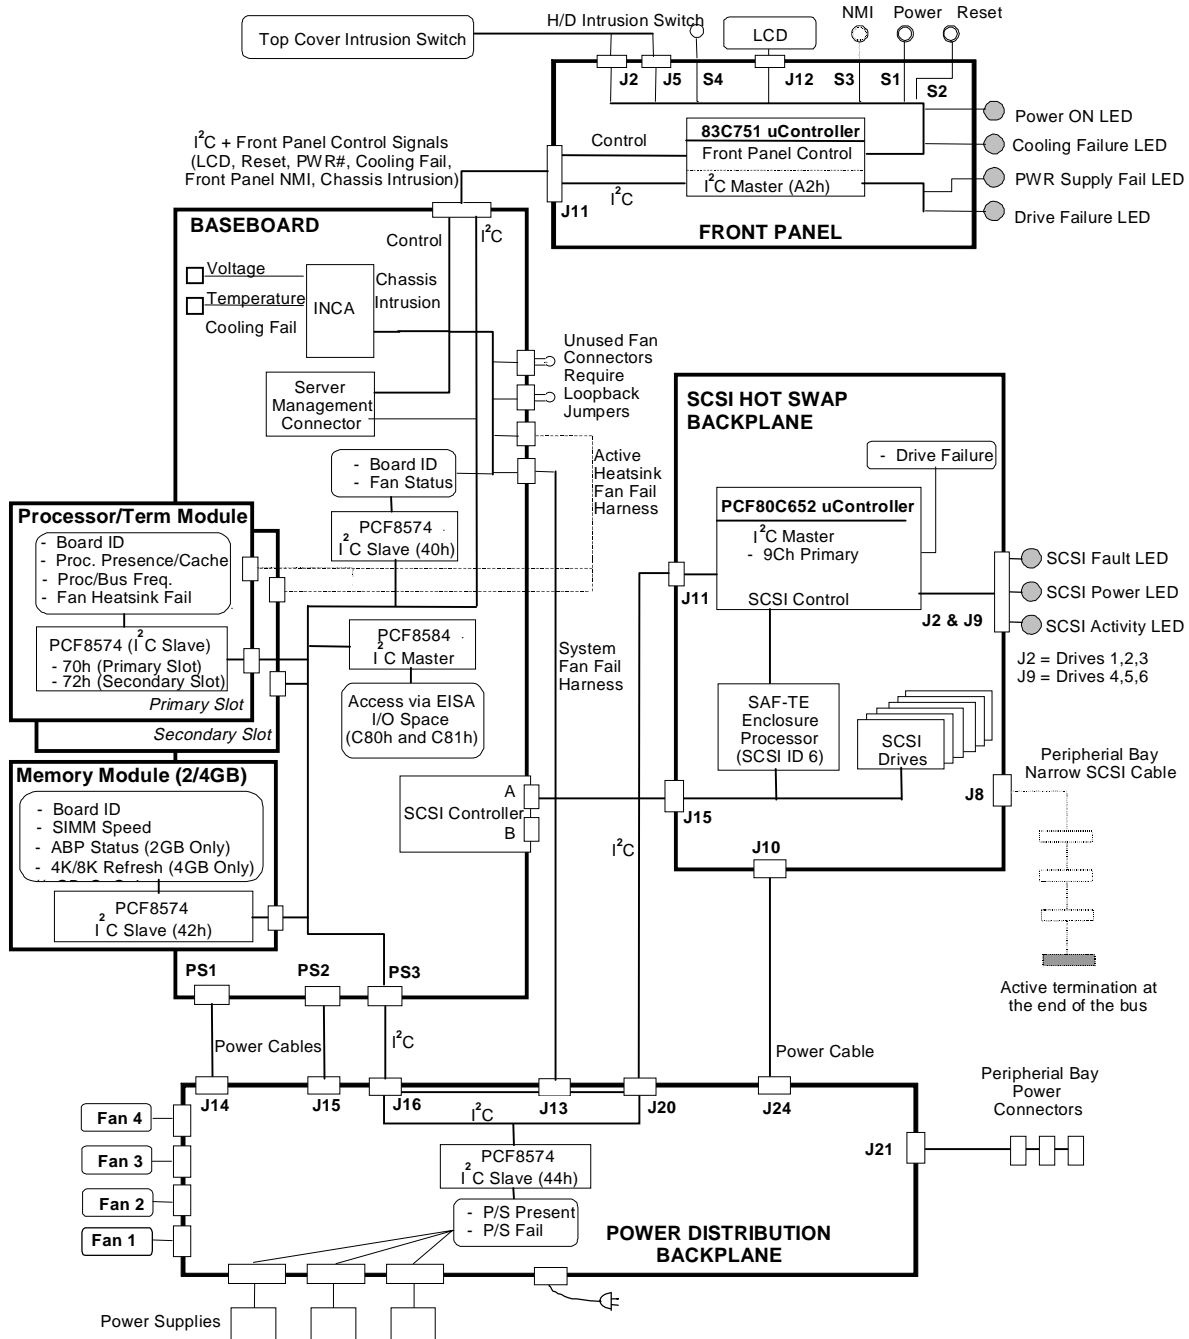 H/D Intrusion Switch
NMI Power Reset
Top Cover Intrusion Switch
LCD
J2 J5 S4 J12 S3 S1
S2
Power ON LED
83C751 uController
Control
Front Panel Control
Cooling Failure LED
I2C + Front Panel Control Signals
(LCD, Reset, PWR#, Cooling Fail,
Front Panel NMI, Chassis Intrusion)
I2C Master (A2h)
I2C
PWR Supply Fail LED
J11
Drive Failure LED
FRONT PANEL
BASEBOARD
Control
I2C
Voltage
Temperature
Cooling Fail
INCA
Chassis
Intrusion
Unused Fan
Connectors
Require
Loopback
Jumpers
Server
Management
Connector
SCSI HOT SWAP
BACKPLANE
- Board ID
- Fan Status
Active
Heatsink
Fan Fail
Harness
- Drive Failure
Processor/Term Module
- Board ID
- Proc. Presence/Cache
- Proc/Bus Freq.
- Fan Heatsink Fail
PCF8574
I2C Slave (40h)
PCF80C652 uController
I2C Master
- 9Ch Primary
SCSI Control
J11
J2 & J9
SCSI Fault LED
SCSI Power LED
SCSI Activity LED
J2 = Drives 1,2,3
J9 = Drives 4,5,6
PCF8574 (I2C Slave)
- 70h (Primary Slot)
- 72h (Secondary Slot)
Primary Slot
Secondary Slot
PCF8584
I2C Master
Access via EISA
I/O Space
(C80h and C81h)
System
Fan Fail
Harness
SAF-TE
Enclosure
Processor
(SCSI ID 6)
SCSI
Drives
Peripherial Bay
Narrow SCSI Cable
Memory Module (2/4GB)
- Board ID
- SIMM Speed
- ABP Status (2GB Only)
- 4K/8K Refresh (4GB Only)
A
SCSI Controller
B
J15
J8
J10
I2C
PCF8574
I2C Slave (42h)
PS1
PS2
PS3
Active termination at
the end of the bus
Power Cables
I2C
Power Cable
Peripherial Bay
Power
Connectors
J14 J15 J16 J13 J20 J24
I2C
Fan 4
Fan 3
Fan 2
Fan 1
J21
PCF8574
I2C Slave (44h)
- P/S Present
- P/S Fail
POWER DISTRIBUTION
BACKPLANE
Power Supplies